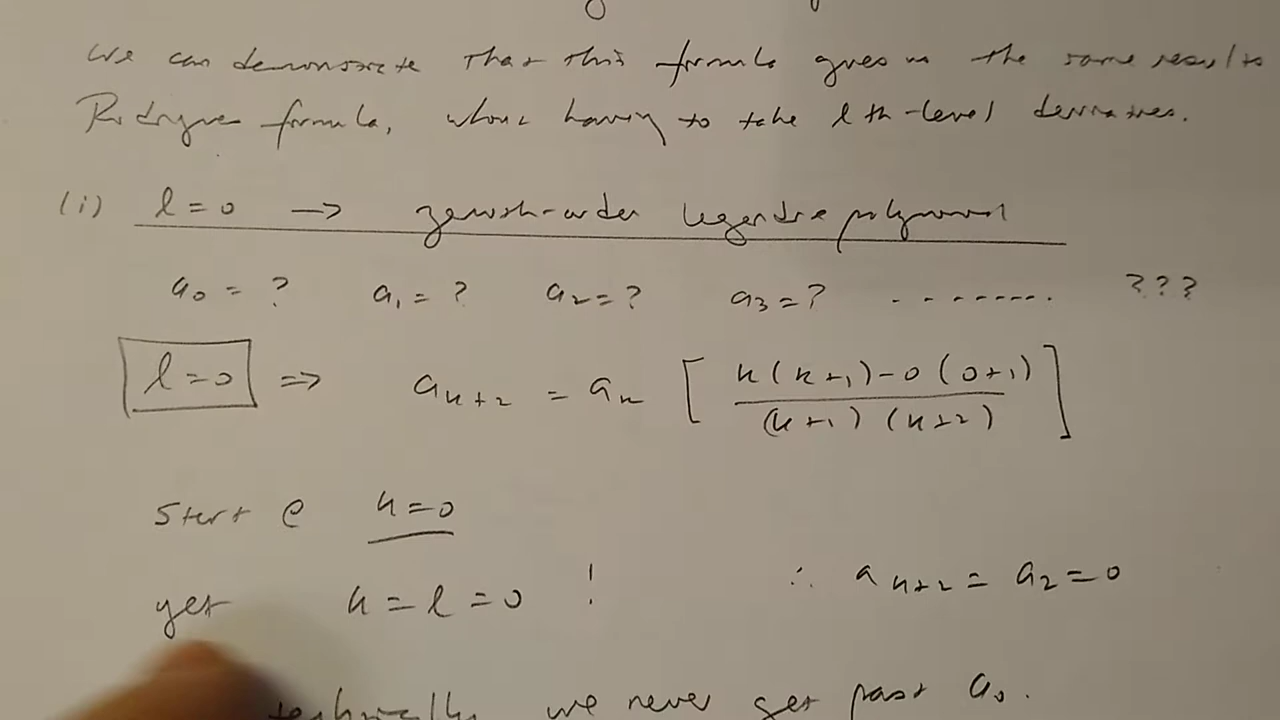 We can demonstrate that this formula gives us the same results
Rodrigues formula, without having to take l th-level derivatives.
(i) l = 0 → zeroth-order legendre polynomial
a₀ = ? a₁ = ? a₂ = ? a₃ = ? - - - - - - - . ? ? ?
l = 0 ⇒ aₙ₊₂ = aₙ [ n(n+1) - 0(0+1) / (n+1)(n+2) ]
Start @ n = 0
yet n = l = 0 ! ∴ aₙ₊₂ = a₂ = 0
technically we never get past a₀.